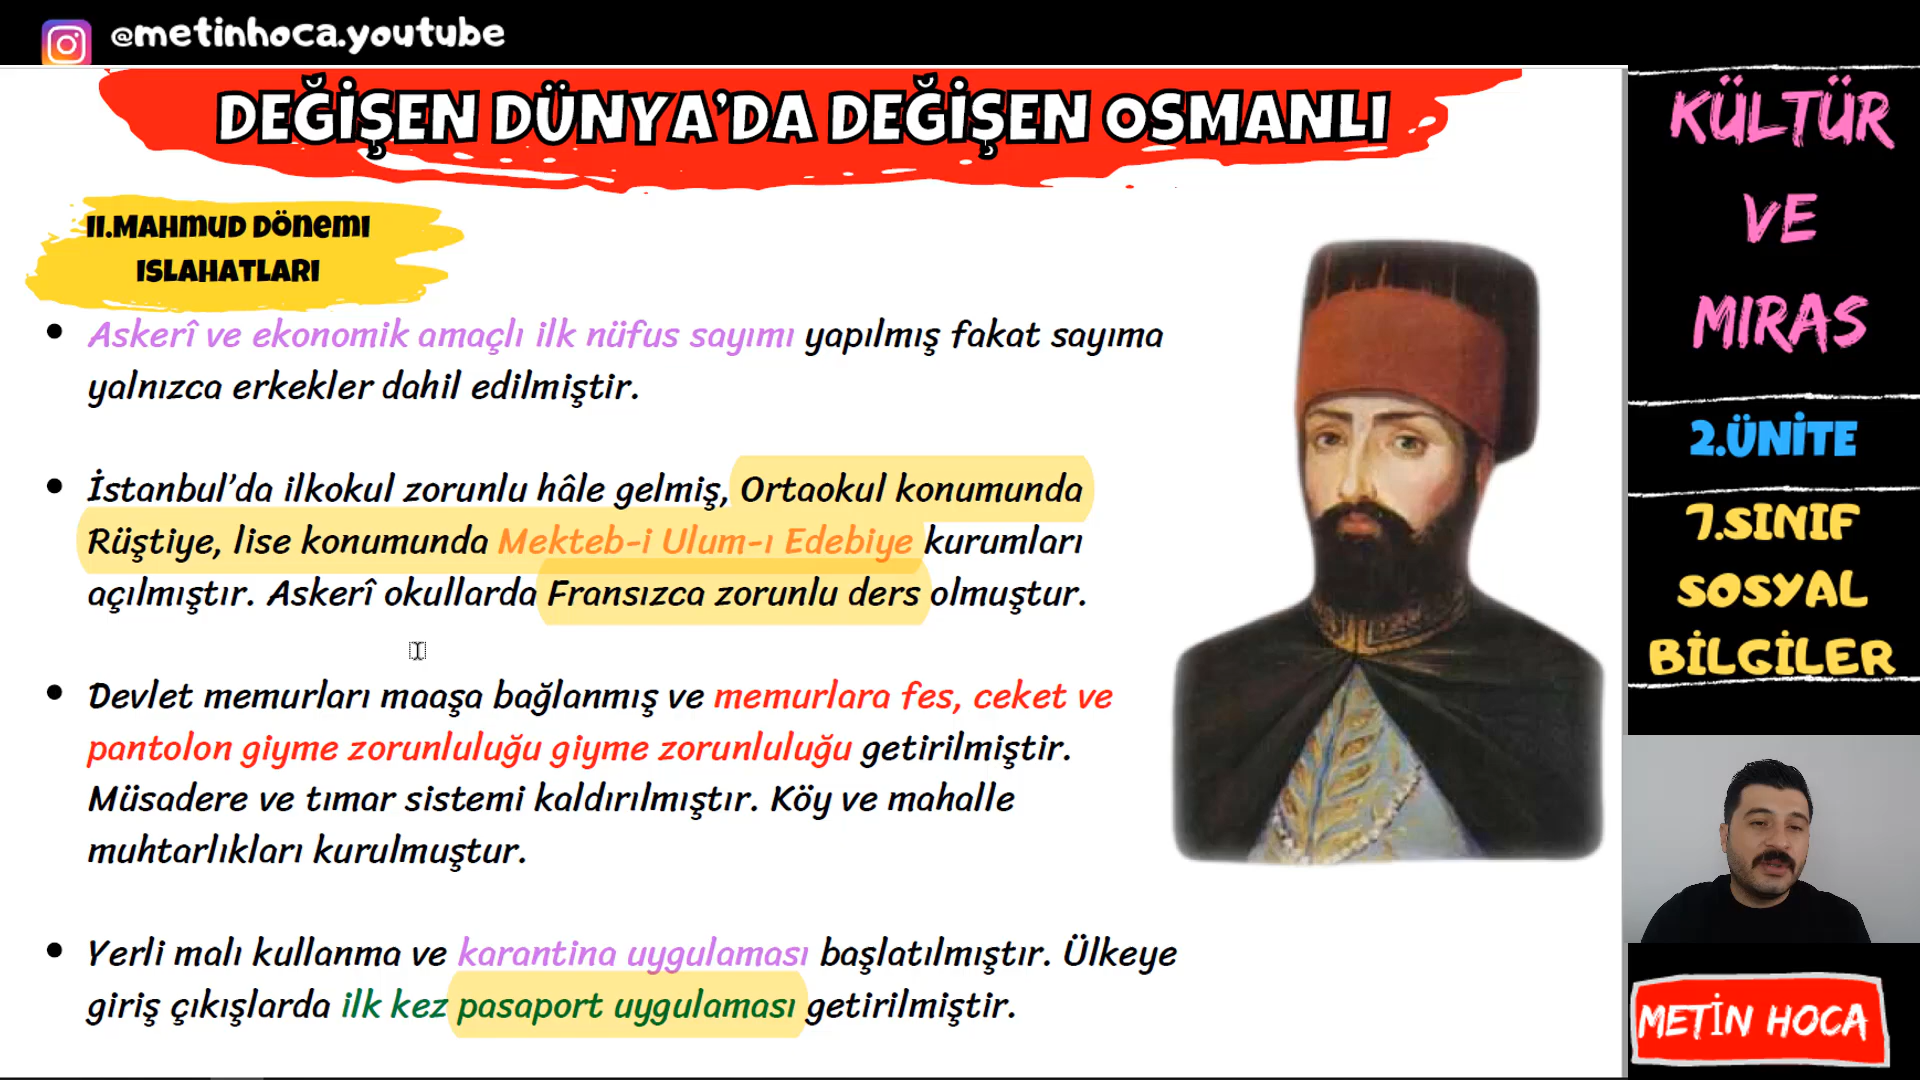 @metinhoca.youtube
DEĞİŞEN DÜNYA'DA DEĞİŞEN OSMANLI
II.MAHMUD DÖNEMI
ISLAHATLARI
• Askerî ve ekonomik amaçlı ilk nüfus sayımı yapılmış fakat sayıma
yalnızca erkekler dahil edilmiştir.
• İstanbul'da ilkokul zorunlu hâle gelmiş, Ortaokul konumunda
Rüştiye, lise konumunda Mekteb-i Ulum-ı Edebiye kurumları
açılmıştır. Askerî okullarda Fransızca zorunlu ders olmuştur.
• Devlet memurları maaşa bağlanmış ve memurlara fes, ceket ve
pantolon giyme zorunluluğu giyme zorunluluğu getirilmiştir.
Müsadere ve tımar sistemi kaldırılmıştır. Köy ve mahalle
muhtarlıkları kurulmuştur.
• Yerli malı kullanma ve karantina uygulaması başlatılmıştır. Ülkeye
giriş çıkışlarda ilk kez pasaport uygulaması getirilmiştir.
KÜLTÜR
VE
MIRAS
2.ÜNİTE
7.SINIF
SOSYAL
BİLGİLER
METİN HOCA